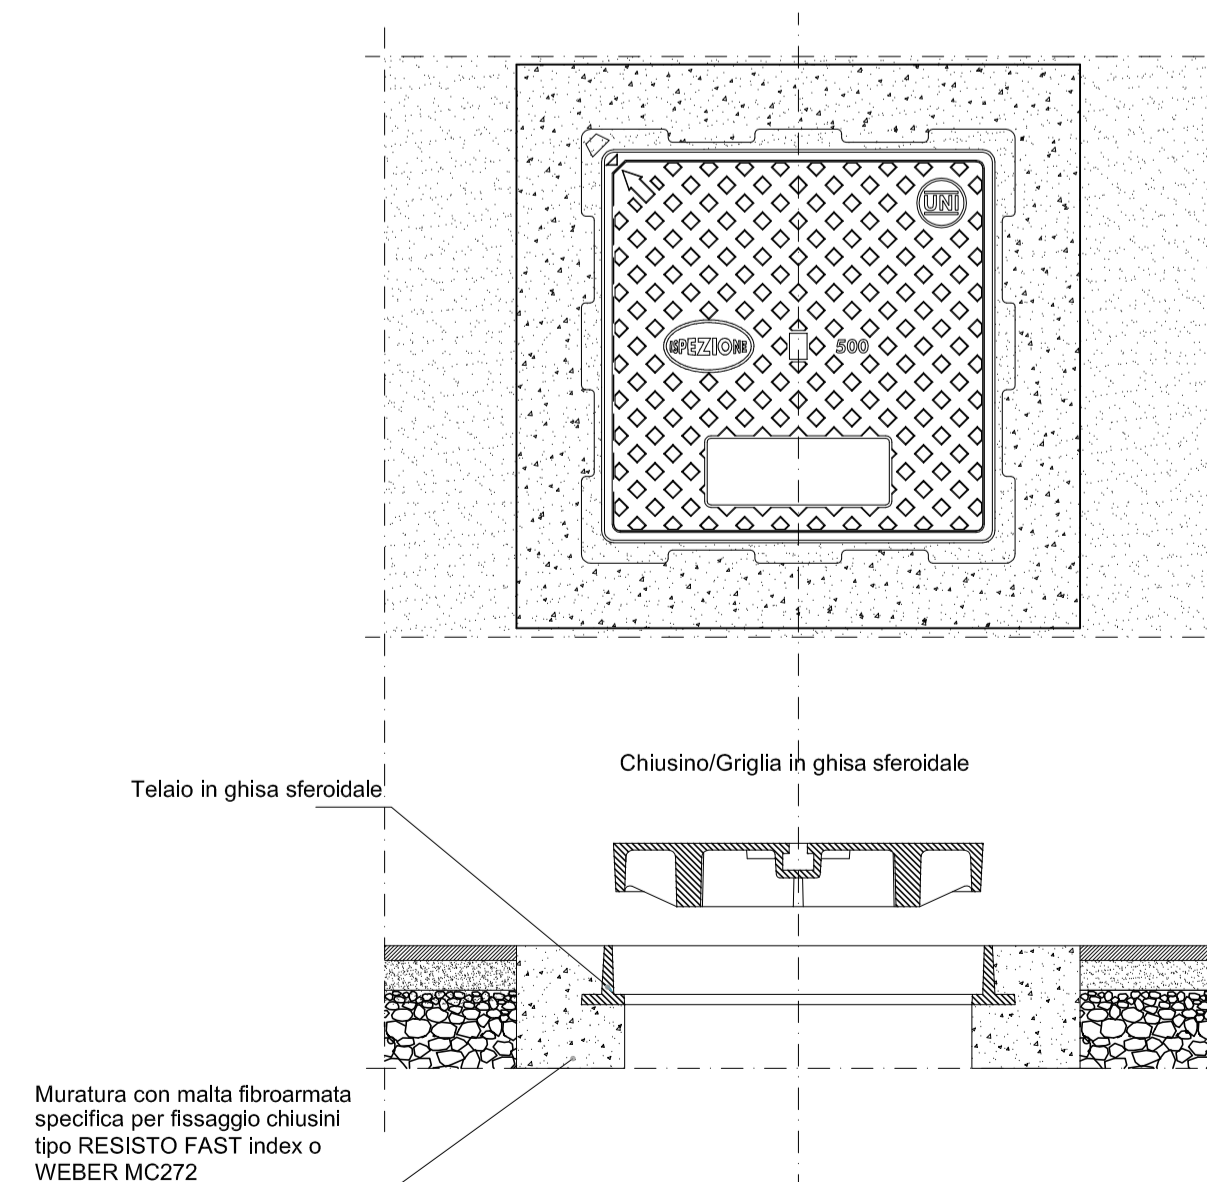 UNI
ISPEZIONE
500
Chiusino/Griglia in ghisa sferoidale
Telaio in ghisa sferoidale
Muratura con malta fibroarmata
specifica per fissaggio chiusini
tipo RESISTO FAST index o
WEBER MC272